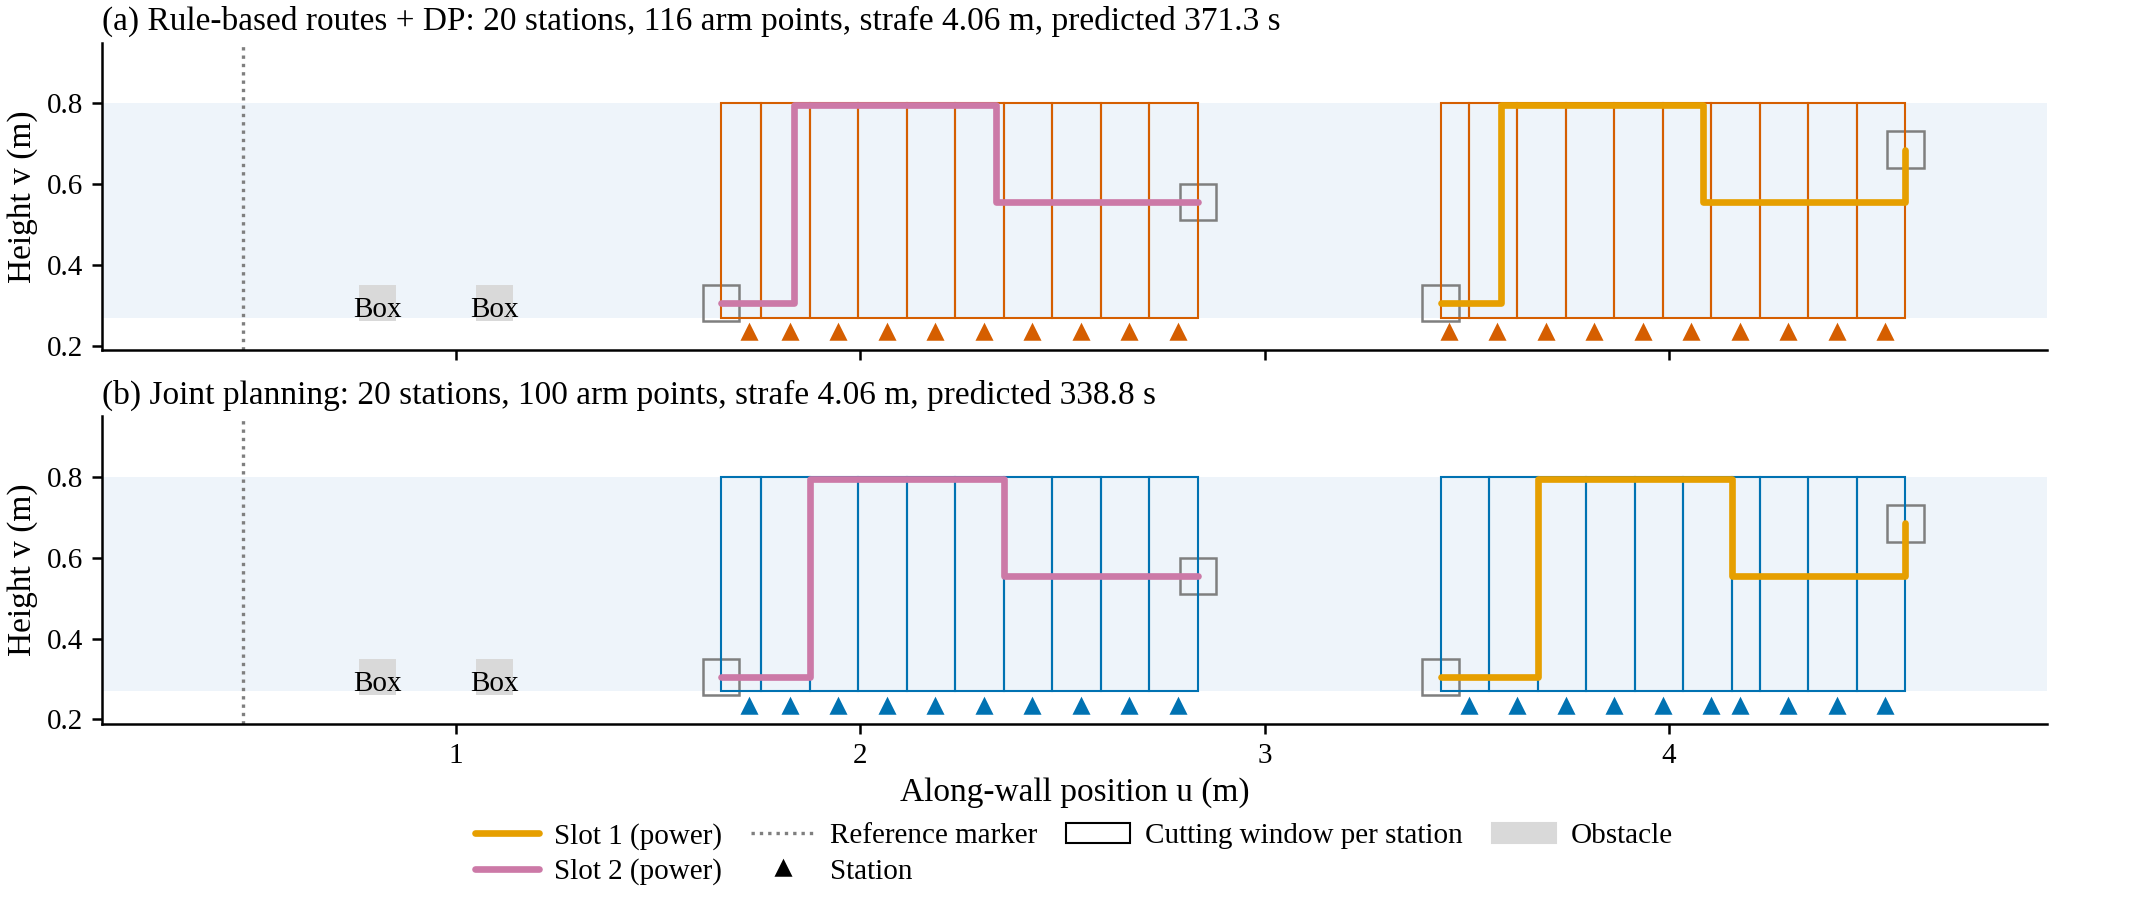 (a) Rule-based routes + DP: 20 stations, 116 arm points, strafe 4.06 m, predicted 371.3 s
Height v (m)
0.8
0.6
0.4
0.2
Box
Box
(b) Joint planning: 20 stations, 100 arm points, strafe 4.06 m, predicted 338.8 s
Height v (m)
0.8
0.6
0.4
0.2
Box
Box
1
2
3
4
Along-wall position u (m)
Slot 1 (power)
Slot 2 (power)
Reference marker
Station
Cutting window per station
Obstacle